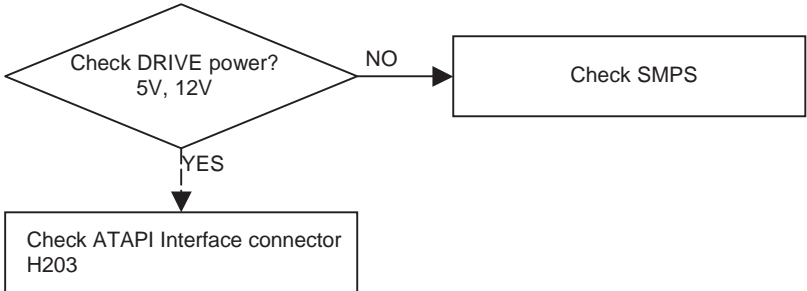 Check DRIVE power?
5V, 12V
NO
Check SMPS
YES
Check ATAPI Interface connector
H203